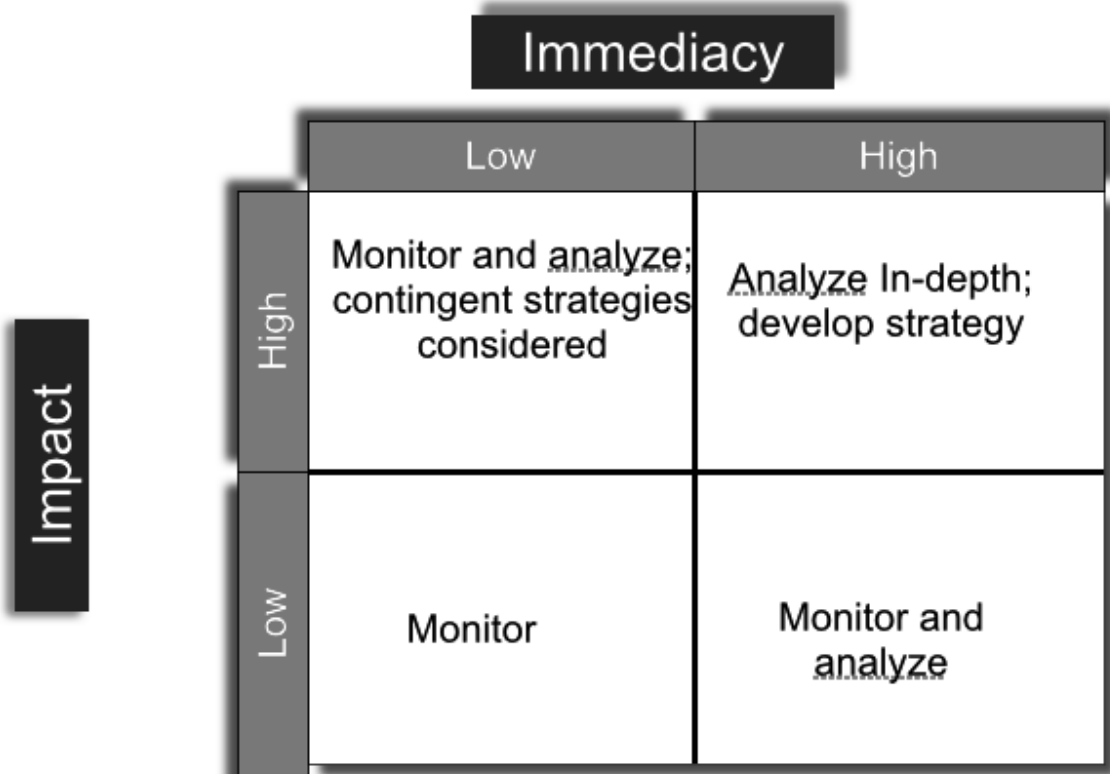 Immediacy
Low
High
Impact
High
Monitor and analyze;
contingent strategies
considered
Analyze In-depth;
develop strategy
Low
Monitor
Monitor and
analyze